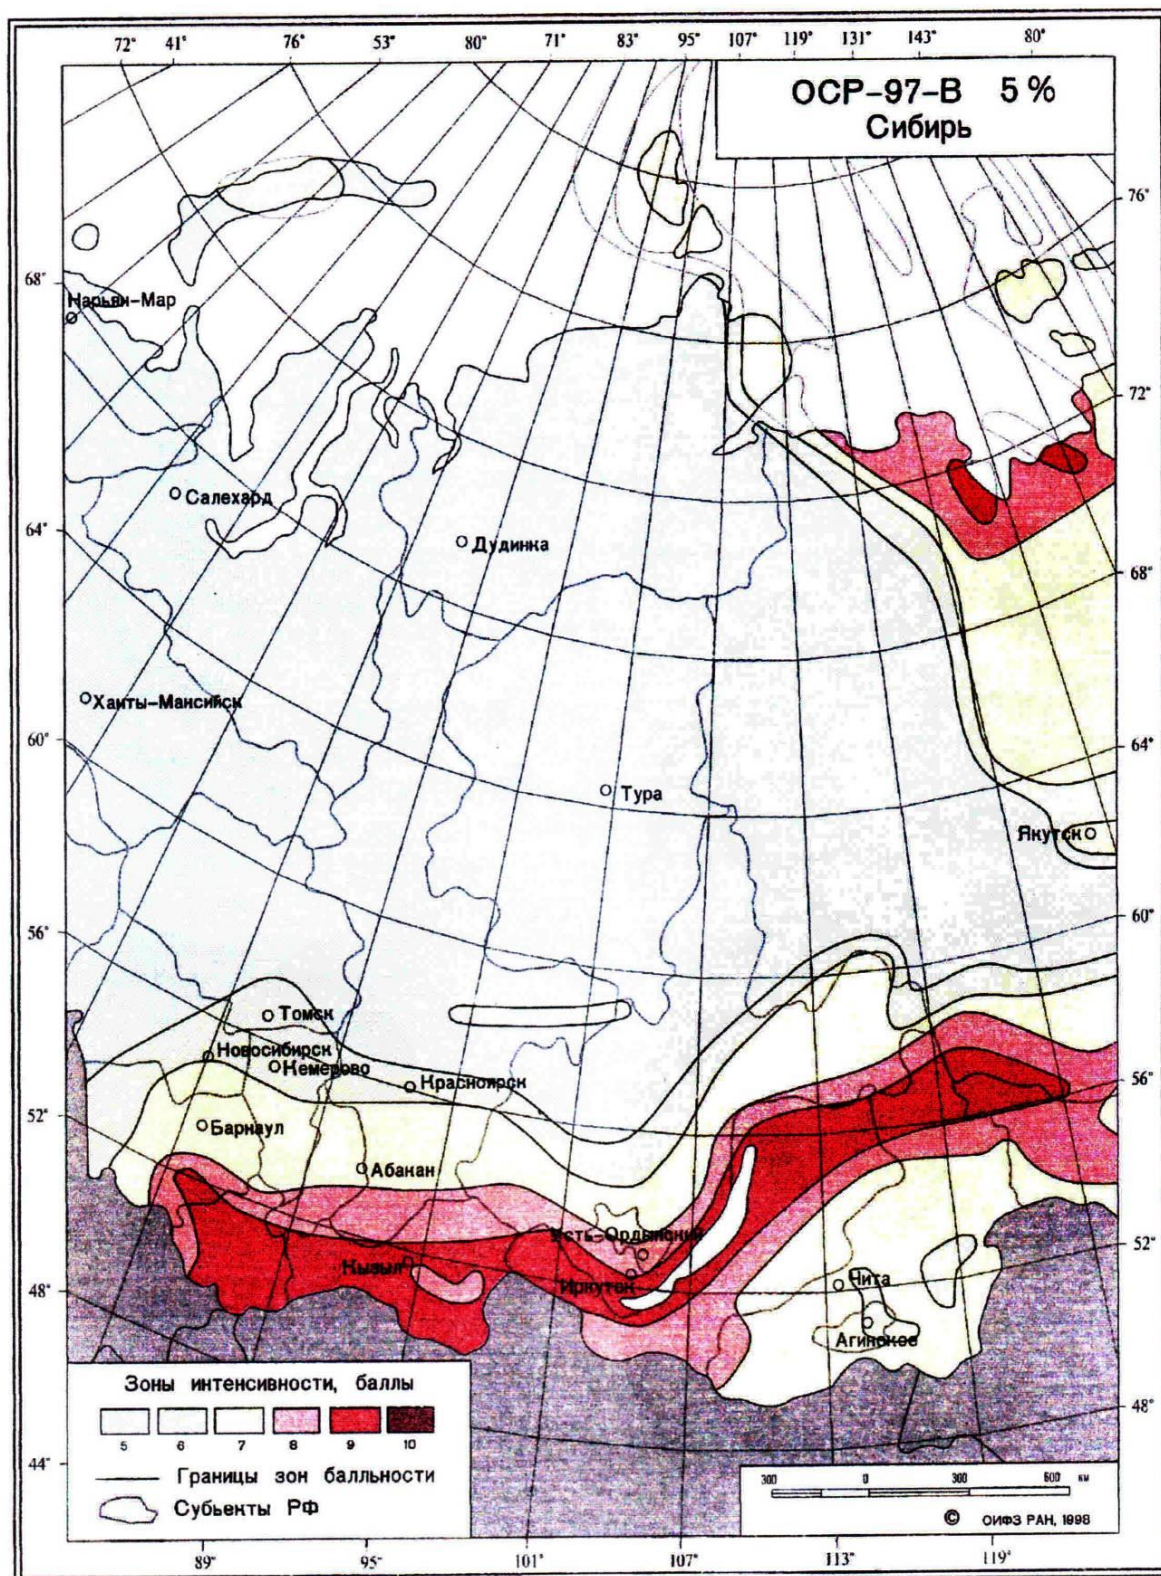 72° 41° 76° 53° 80° 71° 83° 95° 107° 119° 131° 143° 80°
ОСР-97-В 5%
Сибирь
76°
68°
Нарьян-Мар
72°
Салехард
64°
Дудинка
68°
Ханты-Мансийск
60°
64°
Тура
Якутск
56°
60°
Томск
Новосибирск
Кемерово
Красноярск
56°
52°
Барнаул
Абакан
Усть-Ордынский
52°
Кызыл
Иркутск
Чита
48°
Агинское
Зоны интенсивности, баллы
5 6 7 8 9 10
48°
44°
Границы зон балльности
Субъекты РФ
300 0 300 600 км
© ОИФЗ РАН, 1998
89° 95° 101° 107° 113° 119°